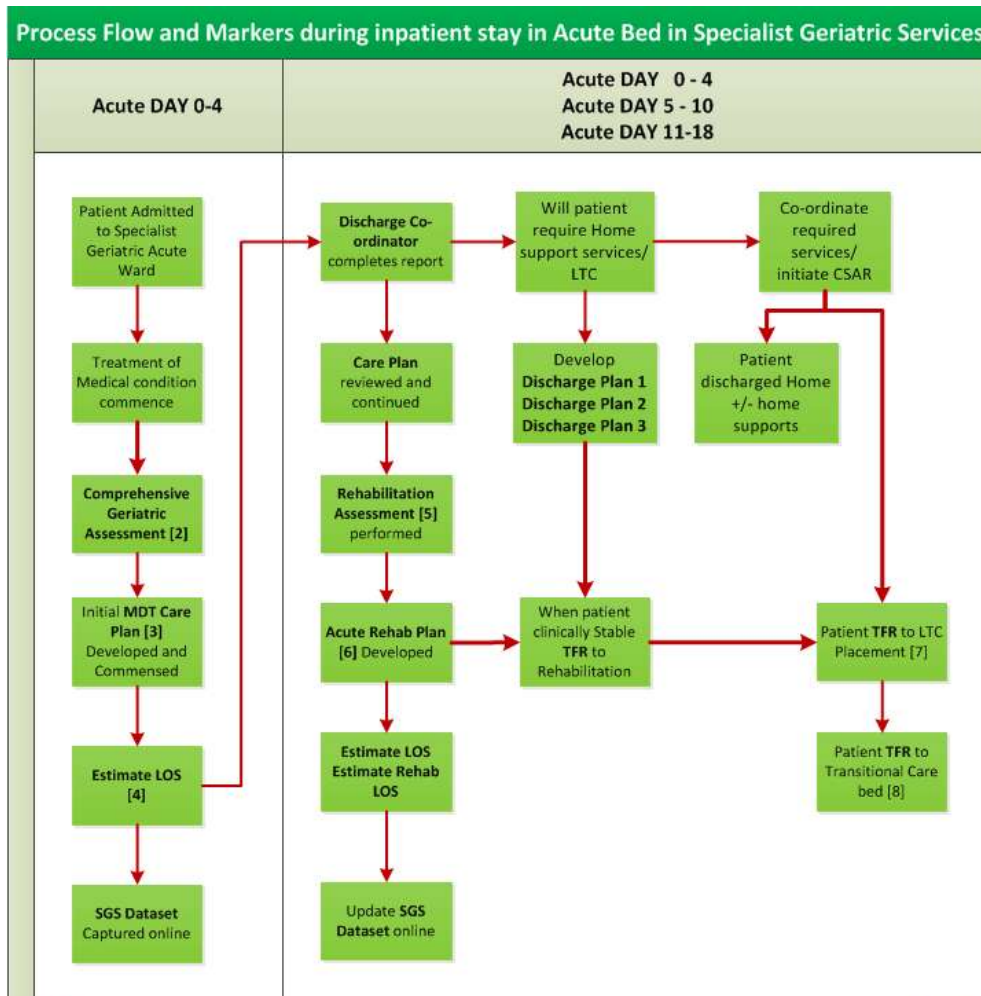 Process Flow and Markers during inpatient stay in Acute Bed in Specialist Geriatric Services
Acute DAY 0-4
Acute DAY 0 - 4
Acute DAY 5 - 10
Acute DAY 11-18
Patient Admitted
to Specialist
Geriatric Acute
Ward
Treatment of
Medical condition
commence
Comprehensive
Geriatric
Assessment [2]
Initial MDT Care
Plan [3]
Developed and
Commensed
Estimate LOS
[4]
SGS Dataset
Captured online
Discharge Co-
ordinator
completes report
Care Plan
reviewed and
continued
Rehabilitation
Assessment [5]
performed
Acute Rehab Plan
[6] Developed
Estimate LOS
Estimate Rehab
LOS
Update SGS
Dataset online
Will patient
require Home
support services/
LTC
Develop
Discharge Plan 1
Discharge Plan 2
Discharge Plan 3
When patient
clinically Stable
TFR to
Rehabilitation
Co-ordinate
required
services/
initiate CSAR
Patient
discharged Home
+/- home
supports
Patient TFR to LTC
Placement [7]
Patient TFR to
Transitional Care
bed [8]